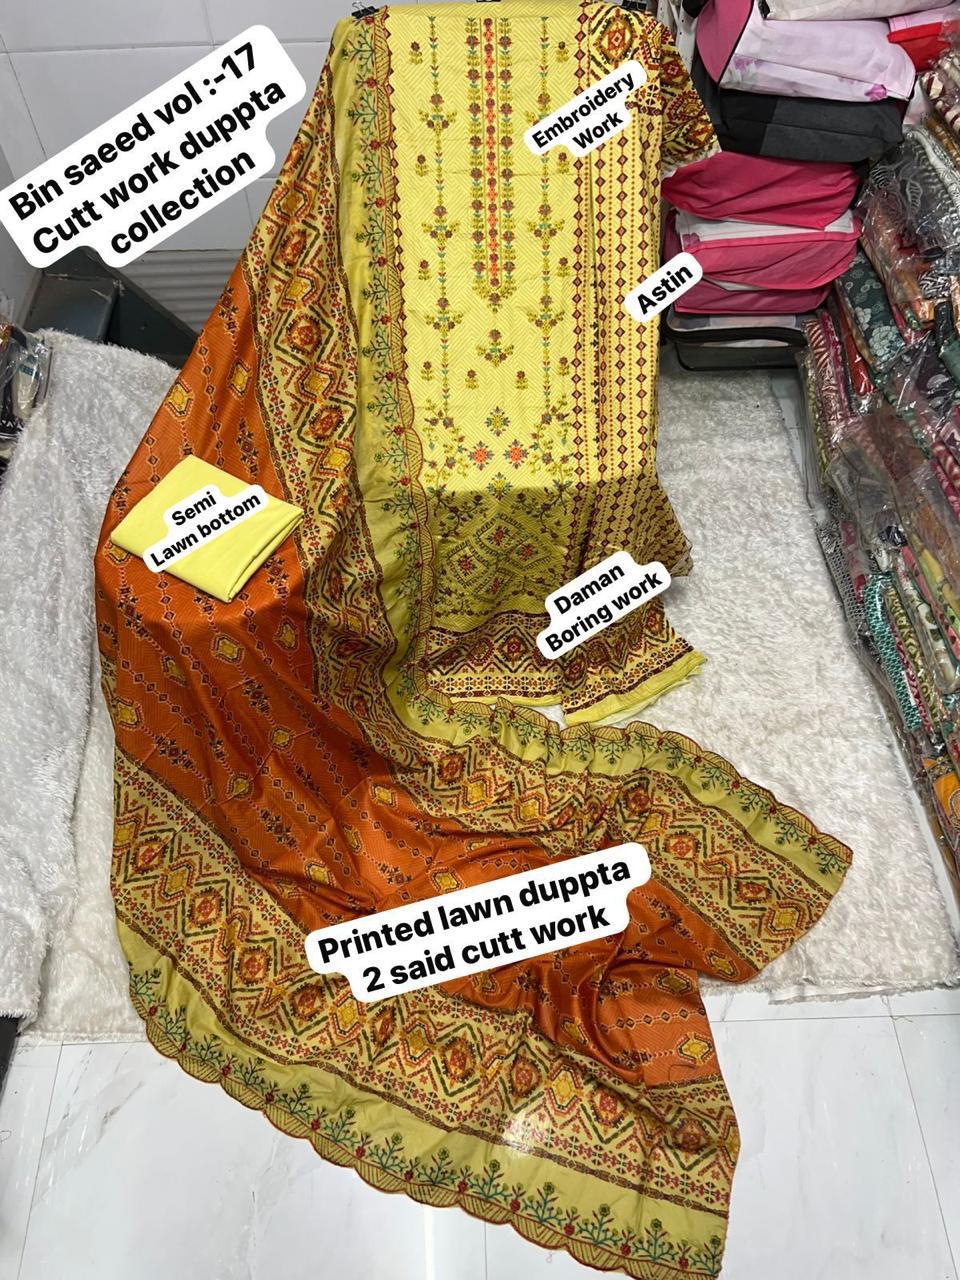 Bin saeed vol :-17
Cutt work duppta
collection
Embroidery
Work
Astin
Semi
Lawn bottom
Daman
Boring work
Printed lawn duppta
2 said cutt work